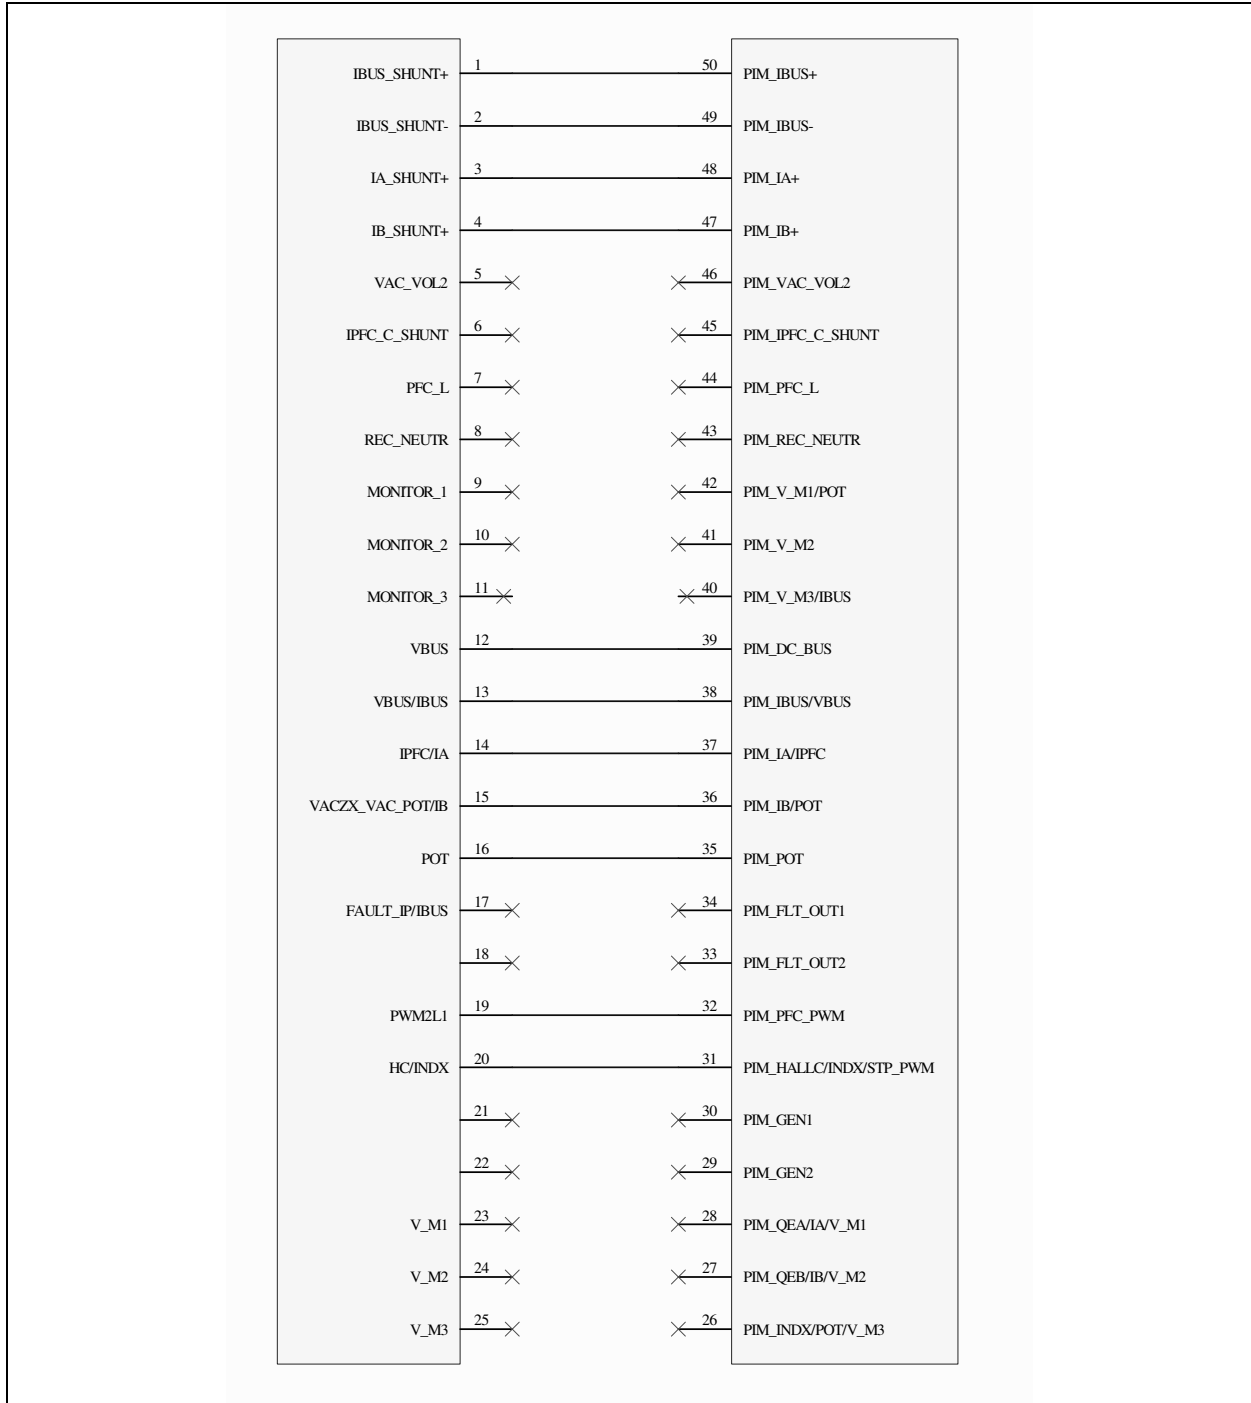 IBUS_SHUNT+ 1 50 PIM_IBUS+
IBUS_SHUNT- 2 49 PIM_IBUS-
IA_SHUNT+ 3 48 PIM_IA+
IB_SHUNT+ 4 47 PIM_IB+
VAC_VOL2 5 46 PIM_VAC_VOL2
IPFC_C_SHUNT 6 45 PIM_IPFC_C_SHUNT
PFC_L 7 44 PIM_PFC_L
REC_NEUTR 8 43 PIM_REC_NEUTR
MONITOR_1 9 42 PIM_V_M1/POT
MONITOR_2 10 41 PIM_V_M2
MONITOR_3 11 40 PIM_V_M3/IBUS
VBUS 12 39 PIM_DC_BUS
VBUS/IBUS 13 38 PIM_IBUS/VBUS
IPFC/IA 14 37 PIM_IA/IPFC
VACZX_VAC_POT/IB 15 36 PIM_IB/POT
POT 16 35 PIM_POT
FAULT_IP/IBUS 17 34 PIM_FLT_OUT1
18 33 PIM_FLT_OUT2
PWM2L1 19 32 PIM_PFC_PWM
HC/INDX 20 31 PIM_HALLC/INDX/STP_PWM
21 30 PIM_GEN1
22 29 PIM_GEN2
V_M1 23 28 PIM_QEA/IA/V_M1
V_M2 24 27 PIM_QEB/IB/V_M2
V_M3 25 26 PIM_INDX/POT/V_M3